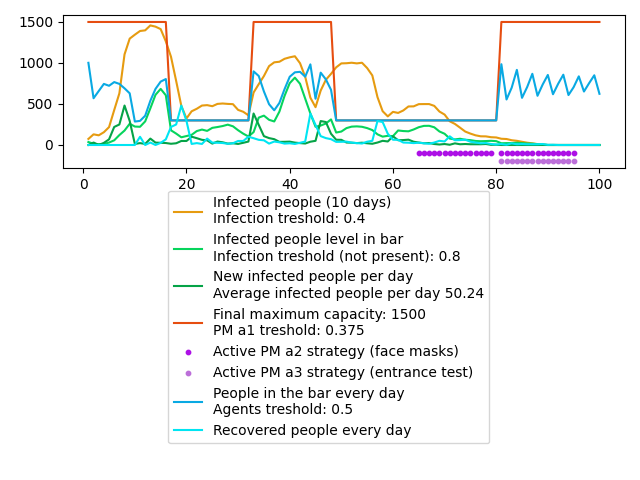 1500
1000
500
0
0 20 40 60 80 100
Infected people (10 days)
Infection treshold: 0.4
Infected people level in bar
Infection treshold (not present): 0.8
New infected people per day
Average infected people per day 50.24
Final maximum capacity: 1500
PM a1 treshold: 0.375
Active PM a2 strategy (face masks)
Active PM a3 strategy (entrance test)
People in the bar every day
Agents treshold: 0.5
Recovered people every day